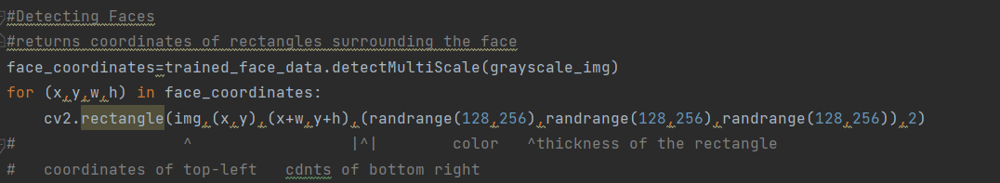 #Detecting Faces
#returns coordinates of rectangles surrounding the face
face_coordinates=trained_face_data.detectMultiScale(grayscale_img)
for (x,y,w,h) in face_coordinates:
    cv2.rectangle(img,(x,y),(x+w,y+h),(randrange(128,256),randrange(128,256),randrange(128,256)),2)
#                  ^                 |^|        color   ^thickness of the rectangle
#   coordinates of top-left   cdnts of bottom right